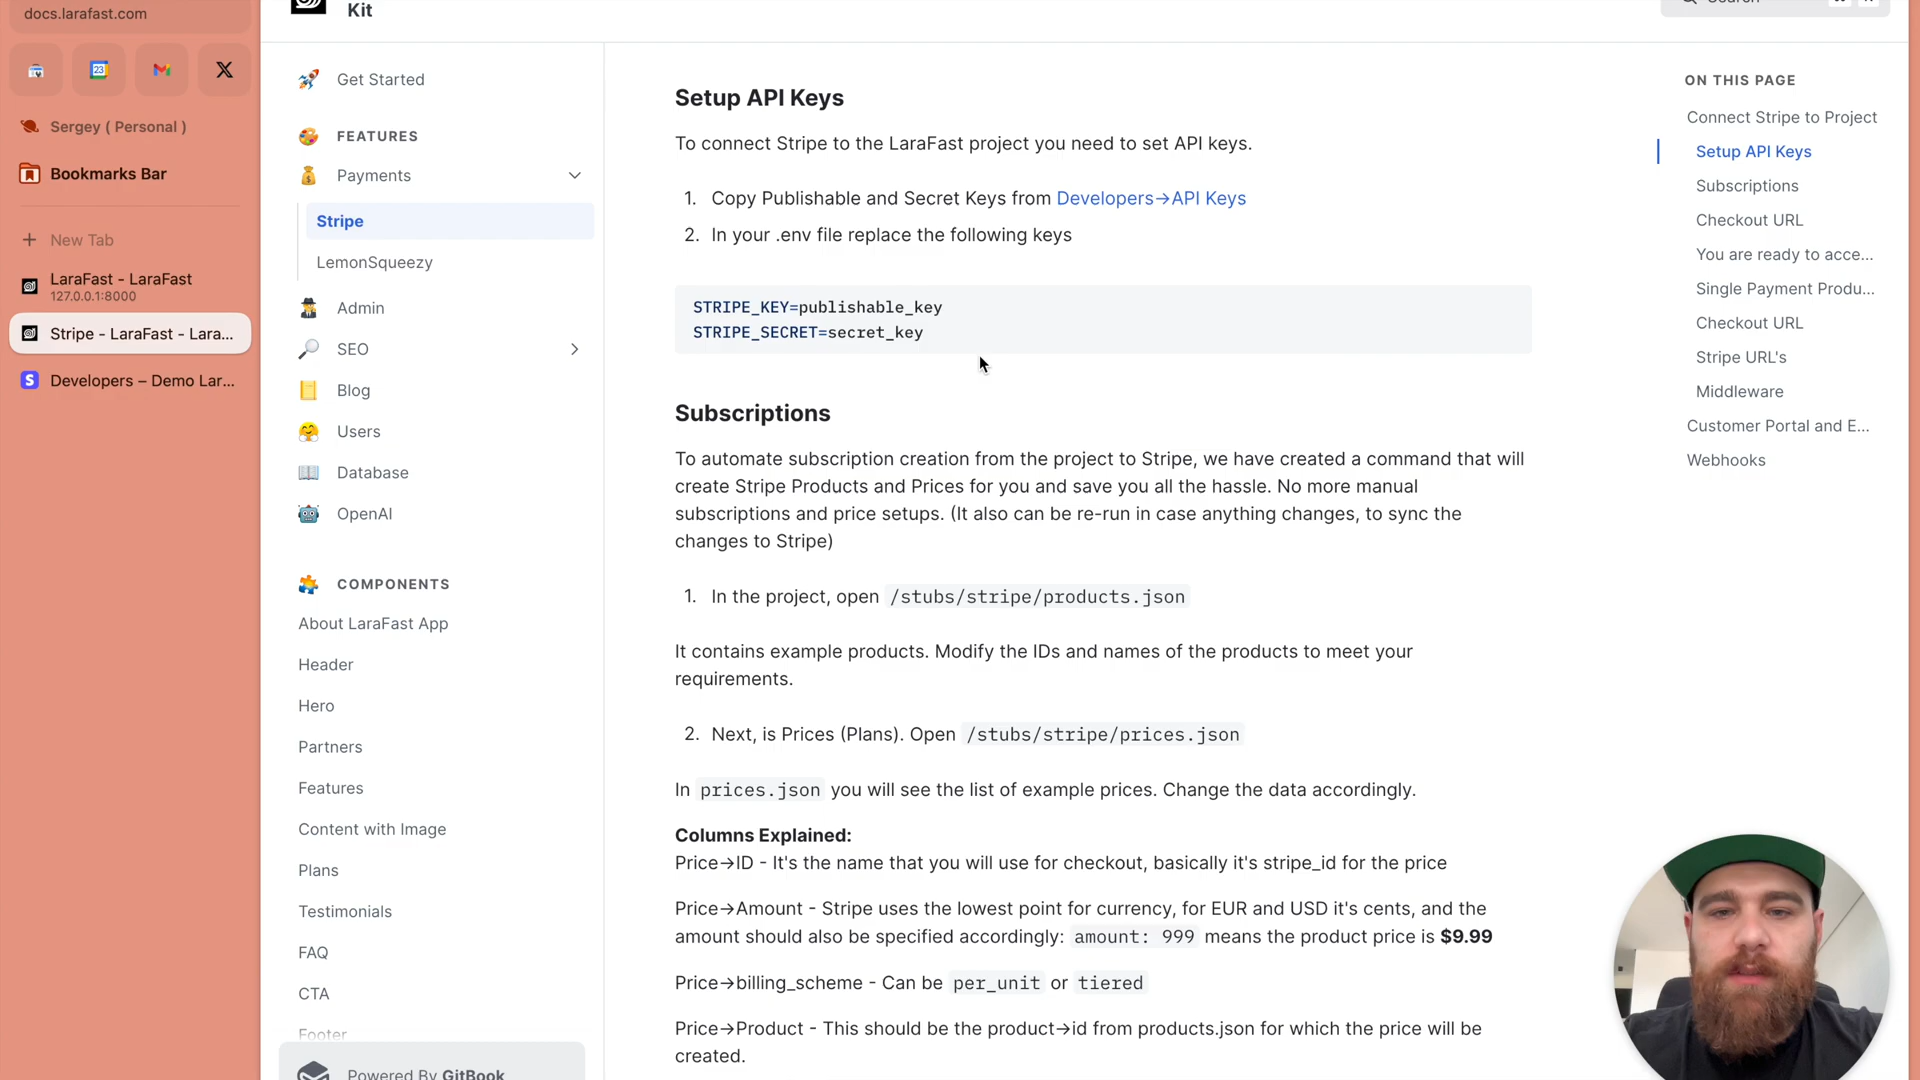 docs.larafast.com
Kit
Search
23
Sergey ( Personal )
Bookmarks Bar
New Tab
LaraFast - LaraFast
127.0.0.1:8000
Stripe - LaraFast - Lara...
S
Developers – Demo Lar...
Get Started
FEATURES
Payments
Stripe
LemonSqueezy
Admin
SEO
Blog
Users
Database
OpenAI
COMPONENTS
About LaraFast App
Header
Hero
Partners
Features
Content with Image
Plans
Testimonials
FAQ
CTA
Footer
Powered By GitBook
Setup API Keys
To connect Stripe to the LaraFast project you need to set API keys.
1. Copy Publishable and Secret Keys from Developers→API Keys
2. In your .env file replace the following keys
STRIPE_KEY=publishable_key
STRIPE_SECRET=secret_key
Subscriptions
To automate subscription creation from the project to Stripe, we have created a command that will
create Stripe Products and Prices for you and save you all the hassle. No more manual
subscriptions and price setups. (It also can be re-run in case anything changes, to sync the
changes to Stripe)
1. In the project, open /stubs/stripe/products.json
It contains example products. Modify the IDs and names of the products to meet your
requirements.
2. Next, is Prices (Plans). Open /stubs/stripe/prices.json
In prices.json you will see the list of example prices. Change the data accordingly.
Columns Explained:
Price→ID - It's the name that you will use for checkout, basically it's stripe_id for the price
Price→Amount - Stripe uses the lowest point for currency, for EUR and USD it's cents, and the
amount should also be specified accordingly: amount: 999 means the product price is $9.99
Price→billing_scheme - Can be per_unit or tiered
Price→Product - This should be the product→id from products.json for which the price will be
created.
ON THIS PAGE
Connect Stripe to Project
Setup API Keys
Subscriptions
Checkout URL
You are ready to acce...
Single Payment Produ...
Checkout URL
Stripe URL's
Middleware
Customer Portal and E...
Webhooks